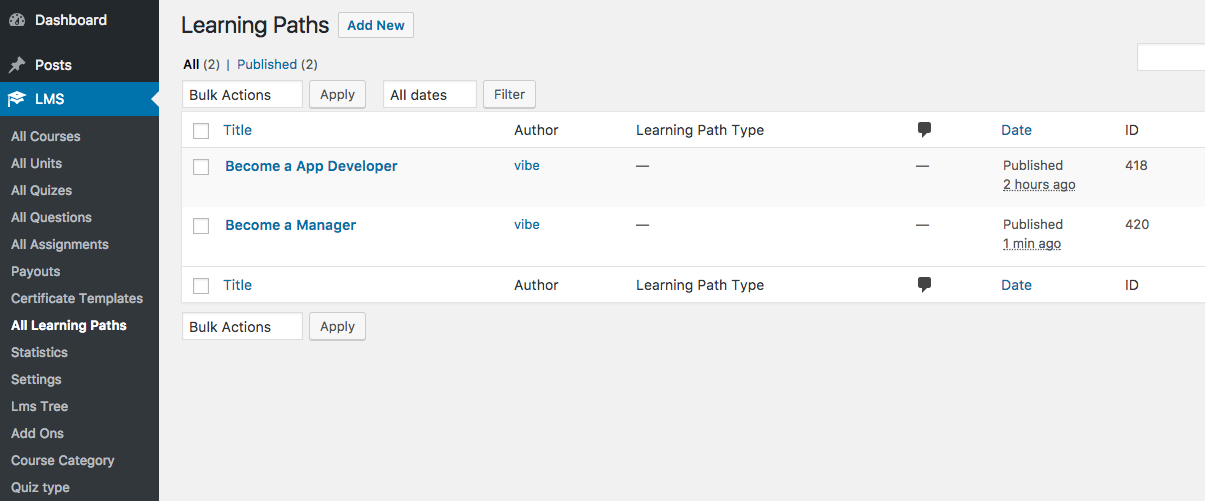 Dashboard
Posts
LMS
All Courses
All Units
All Quizes
All Questions
All Assignments
Payouts
Certificate Templates
All Learning Paths
Statistics
Settings
Lms Tree
Add Ons
Course Category
Quiz type
Learning Paths Add New
All (2) | Published (2)
Bulk Actions Apply All dates Filter
Title Author Learning Path Type Date ID
Become a App Developer vibe — — Published 418
2 hours ago
Become a Manager vibe — — Published 420
1 min ago
Title Author Learning Path Type Date ID
Bulk Actions Apply